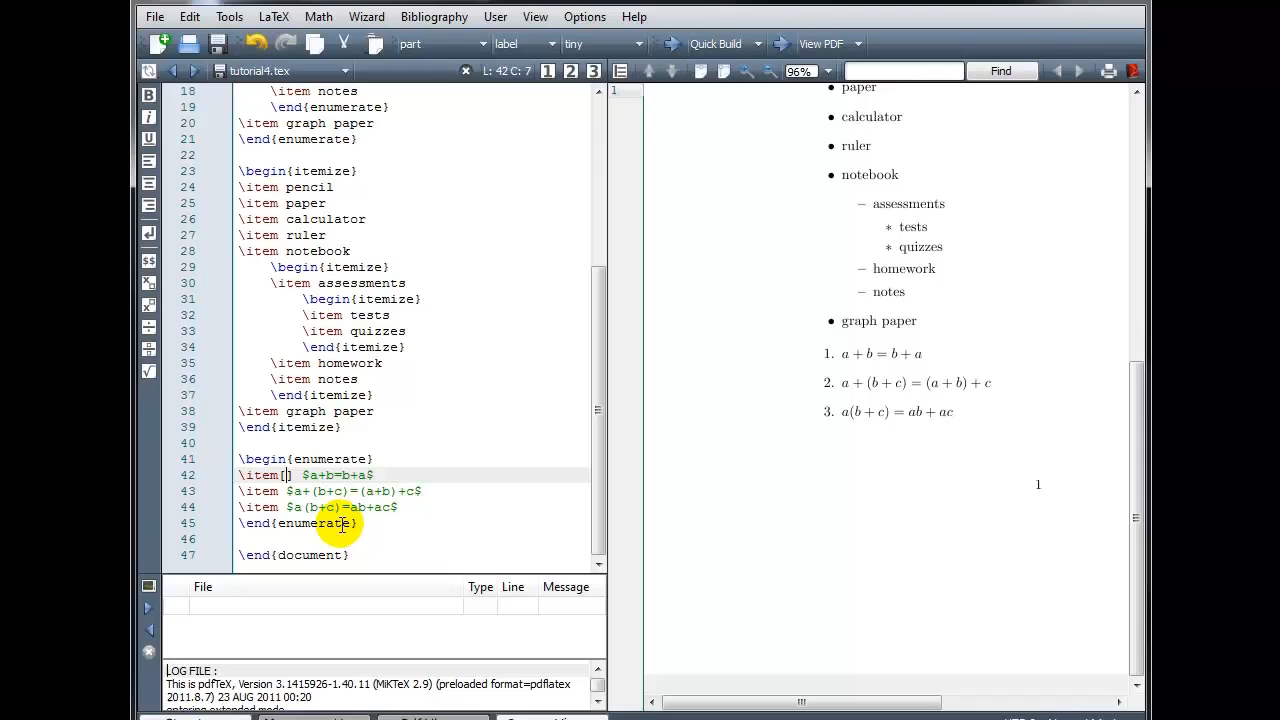 File Edit Tools LaTeX Math Wizard Bibliography User View Options Help
part label tiny Quick Build View PDF
tutorial4.tex L: 42 C: 7 1 2 3 96% Find
18 \item notes
19 \end{enumerate}
20 \item graph paper
21 \end{enumerate}
22
23 \begin{itemize}
24 \item pencil
25 \item paper
26 \item calculator
27 \item ruler
28 \item notebook
29 \begin{itemize}
30 \item assessments
31 \begin{itemize}
32 \item tests
33 \item quizzes
34 \end{itemize}
35 \item homework
36 \item notes
37 \end{itemize}
38 \item graph paper
39 \end{itemize}
40
41 \begin{enumerate}
42 \item[] $a+b=b+a$
43 \item $a+(b+c)=(a+b)+c$
44 \item $a(b+c)=ab+ac$
45 \end{enumerate}
46
47 \end{document}
File Type Line Message
LOG FILE :
This is pdfTeX, Version 3.1415926-1.40.11 (MiKTeX 2.9) (preloaded format=pdflatex
2011.8.7) 23 AUG 2011 00:20
entering extended mode
1
• paper
• calculator
• ruler
• notebook
– assessments
∗ tests
∗ quizzes
– homework
– notes
• graph paper
1. a + b = b + a
2. a + (b + c) = (a + b) + c
3. a(b + c) = ab + ac
1